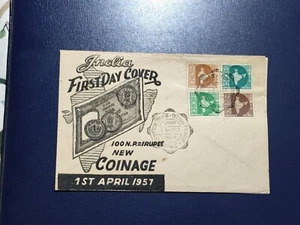 India
FIRST DAY COVER
100 N.P.=1 RUPEE
NEW
COINAGE
1ST APRIL 1957